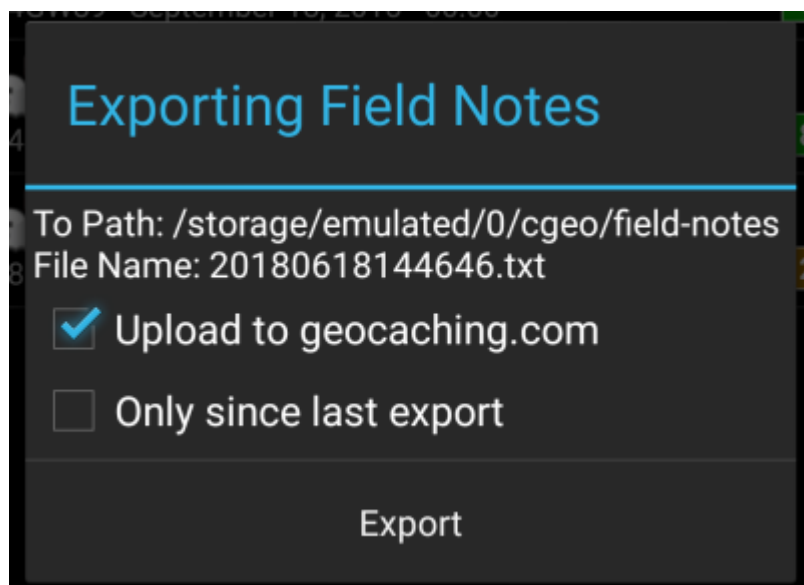 Exporting Field Notes
To Path: /storage/emulated/0/cgeo/field-notes
File Name: 20180618144646.txt
Upload to geocaching.com
Only since last export
Export